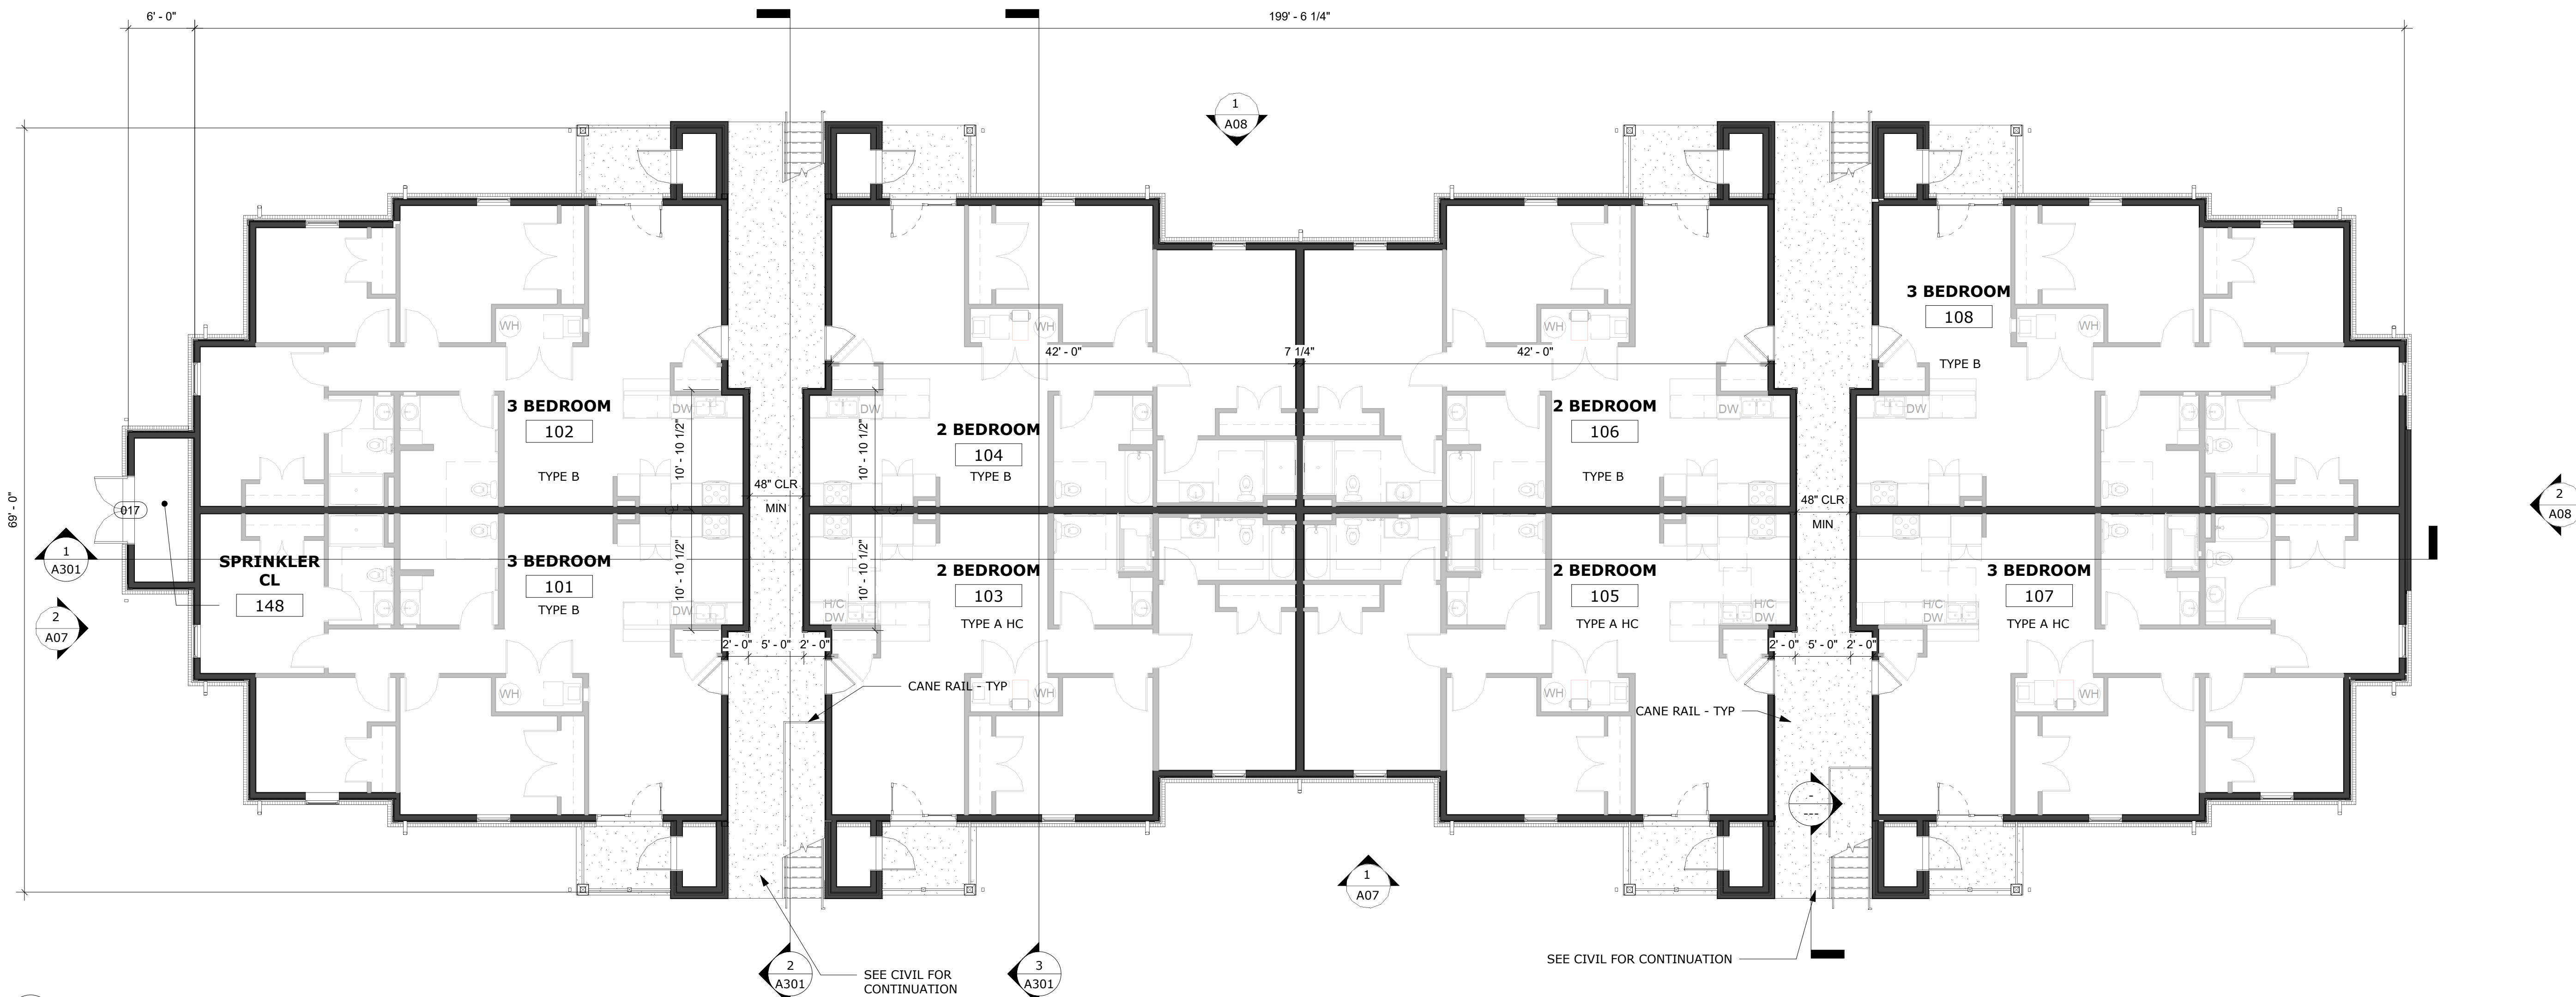 6' - 0"
199' - 6 1/4"
1
A08
69' - 0"
WH
WH
WH
WH
3 BEDROOM
108
TYPE B
42' - 0"
7 1/4"
42' - 0"
3 BEDROOM
102
TYPE B
DW
10' - 10 1/2"
48" CLR
MIN
DW
10' - 10 1/2"
2 BEDROOM
104
TYPE B
2 BEDROOM
106
TYPE B
DW
48" CLR
MIN
DW
017
2
A08
1
A301
SPRINKLER
CL
148
3 BEDROOM
101
TYPE B
DW
10' - 10 1/2"
H/C
DW
10' - 10 1/2"
2 BEDROOM
103
TYPE A HC
2 BEDROOM
105
TYPE A HC
H/C
DW
H/C
DW
3 BEDROOM
107
TYPE A HC
2
A07
2' - 0"
5' - 0"
2' - 0"
2' - 0"
5' - 0"
2' - 0"
WH
CANE RAIL - TYP
WH
WH
WH
CANE RAIL - TYP
-
---
1
A07
2
A301
SEE CIVIL FOR
CONTINUATION
3
A301
SEE CIVIL FOR CONTINUATION